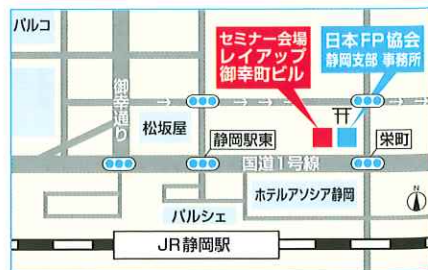 パルコ
御幸通り
松坂屋
セミナー会場
レイアップ
御幸町ビル
日本FP協会
静岡支部 事務所
静岡駅東
栄町
国道1号線
ホテルアソシア静岡
パルシェ
N
JR静岡駅